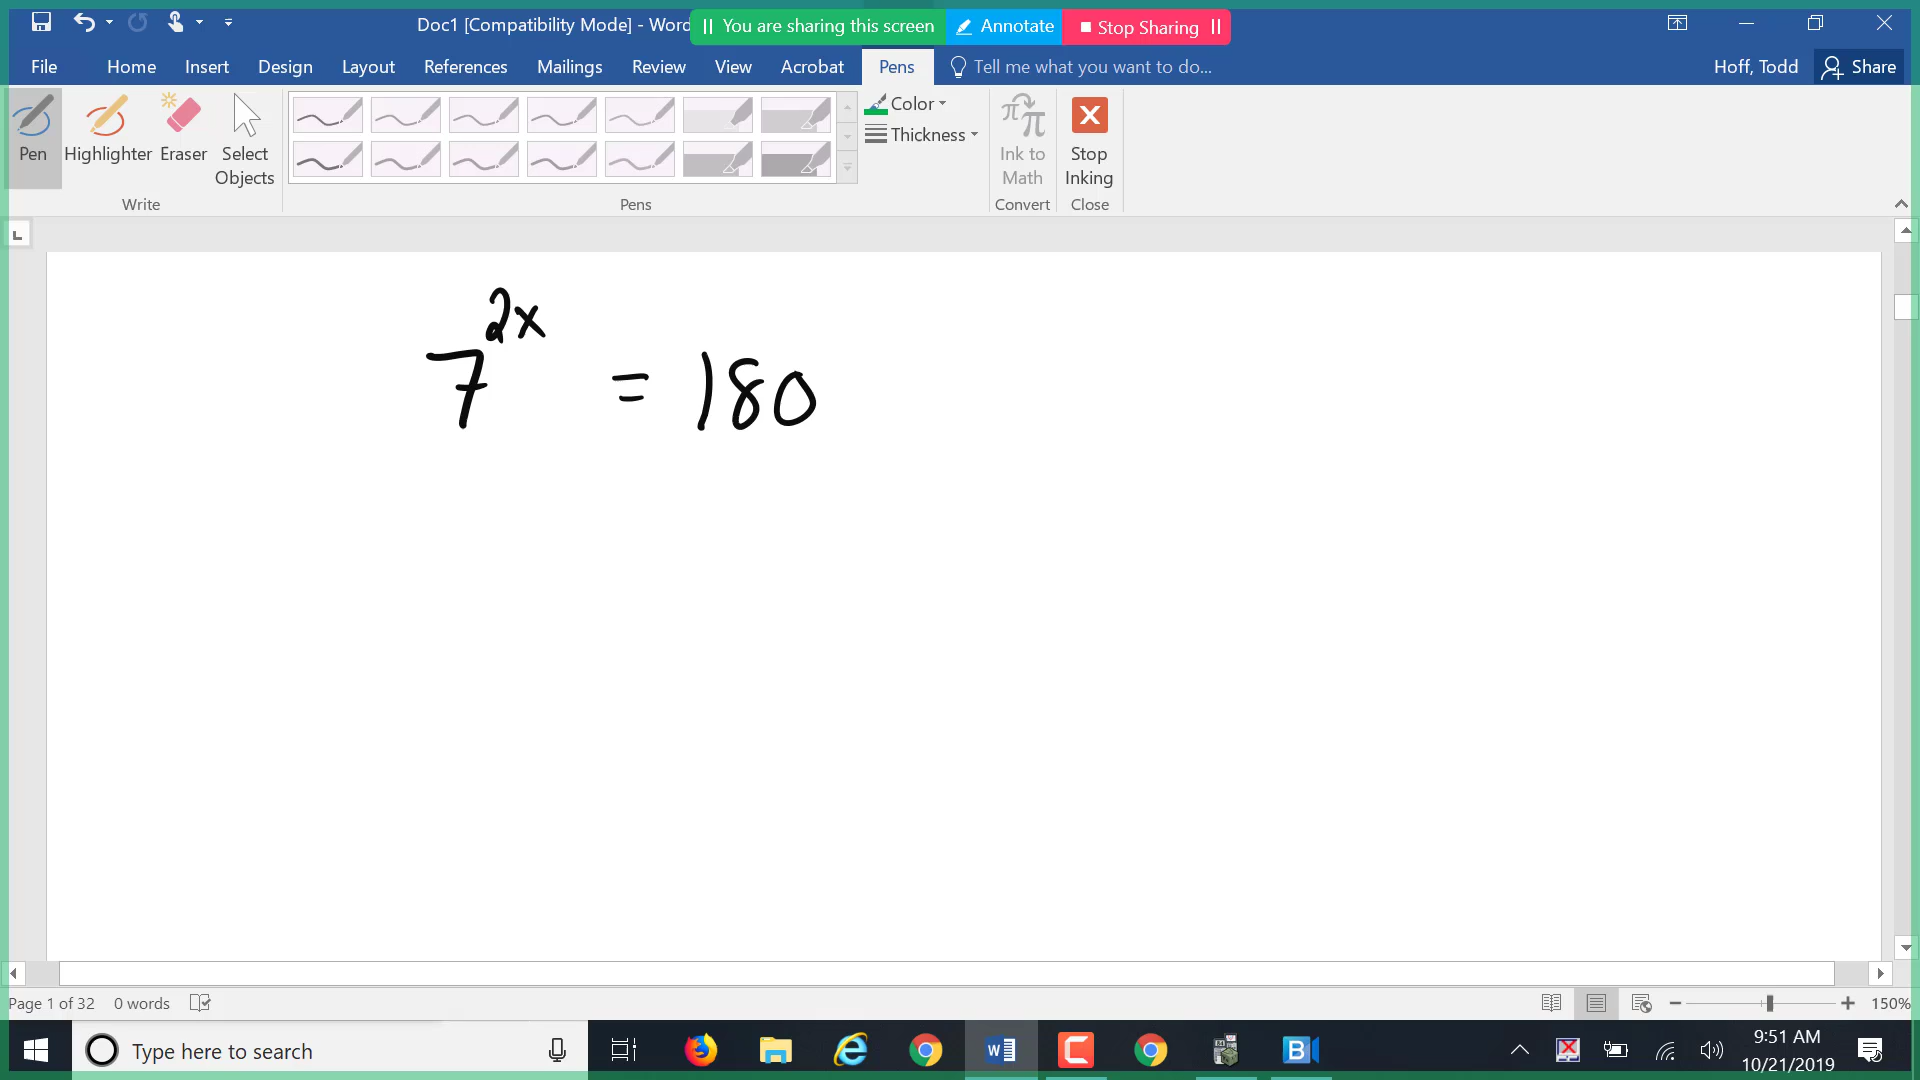 Doc1 [Compatibility Mode] - Word
You are sharing this screen
Annotate
Stop Sharing
File Home Insert Design Layout References Mailings Review View Acrobat Pens Tell me what you want to do... Hoff, Todd Share
Pen Highlighter Eraser Select Objects
Color
Thickness
Ink to Math
Stop Inking
Write Pens Convert Close
7^{2x} = 180
Page 1 of 32 0 words 150%
Type here to search
9:51 AM
10/21/2019